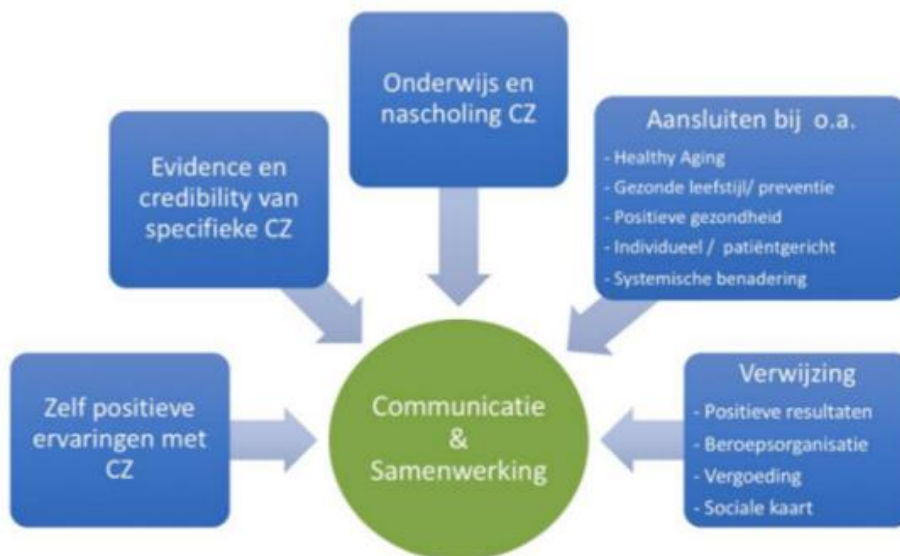 Onderwijs en
nascholing CZ
Evidence en
credibility van
specifieke CZ
Aansluiten bij o.a.
- Healthy Aging
- Gezonde leefstijl/ preventie
- Positieve gezondheid
- Individueel / patiëntgericht
- Systemische benadering
Zelf positieve
ervaringen met
CZ
Communicatie
&
Samenwerking
Verwijzing
- Positieve resultaten
- Beroepsorganisatie
- Vergoeding
- Sociale kaart